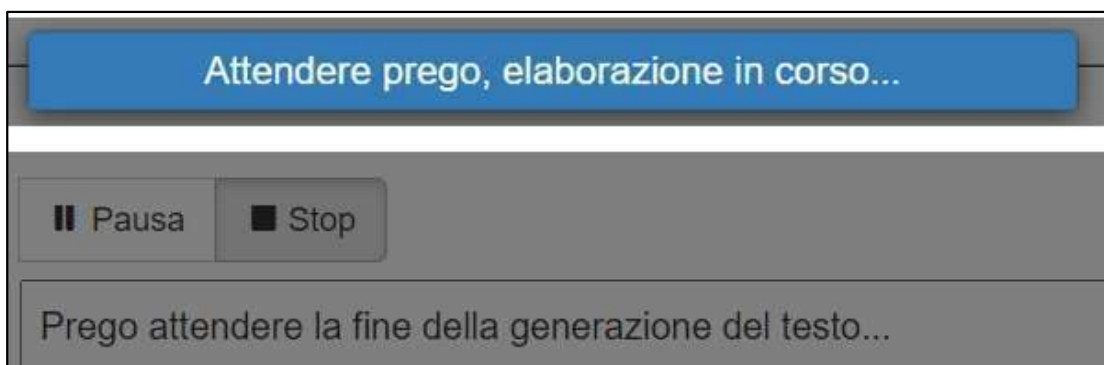 Attendere prego, elaborazione in corso...
Pausa Stop
Prego attendere la fine della generazione del testo...